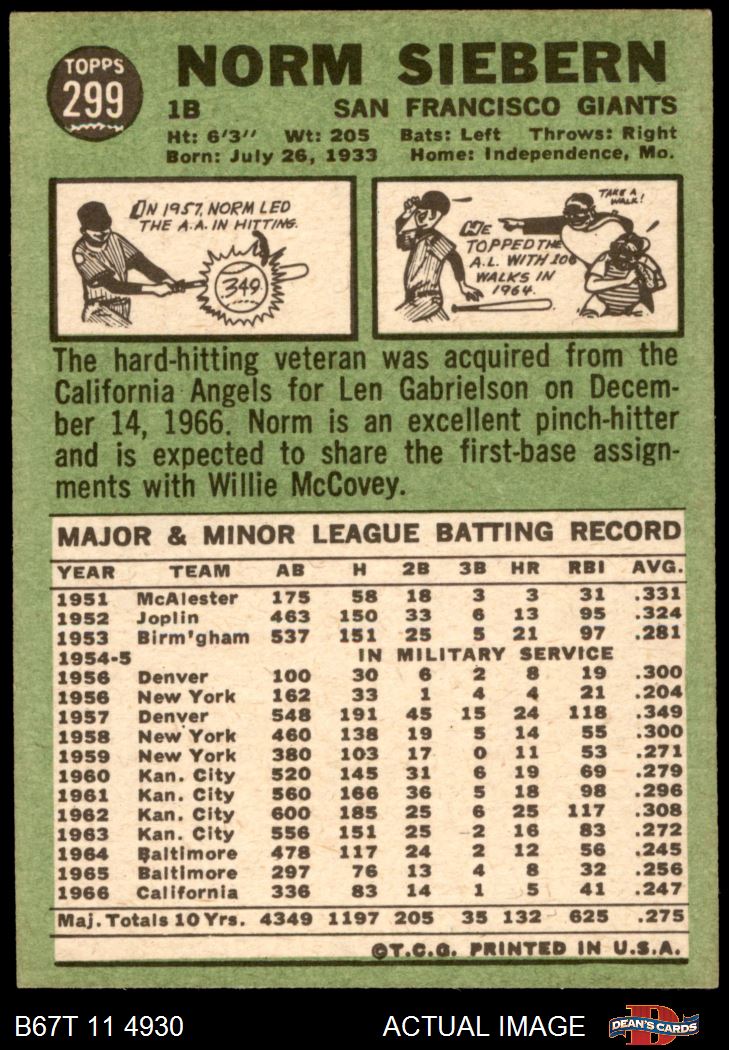 TOPPS
299
NORM SIEBERN
1B SAN FRANCISCO GIANTS
Ht: 6'3" Wt: 205 Bats: Left Throws: Right
Born: July 26, 1933 Home: Independence, Mo.
IN 1957, NORM LED
THE A.A. IN HITTING.
349
HE
TOPPED THE
A.L. WITH 106
WALKS IN
1964.
TAKE A
WALK!
The hard-hitting veteran was acquired from the
California Angels for Len Gabrielson on Decem-
ber 14, 1966. Norm is an excellent pinch-hitter
and is expected to share the first-base assign-
ments with Willie McCovey.
MAJOR & MINOR LEAGUE BATTING RECORD
YEAR TEAM AB H 2B 3B HR RBI AVG.
1951 McAlester 175 58 18 3 3 31 .331
1952 Joplin 463 150 33 6 13 95 .324
1953 Birm'gham 537 151 25 5 21 97 .281
1954-5 IN MILITARY SERVICE
1956 Denver 100 30 6 2 8 19 .300
1956 New York 162 33 1 4 4 21 .204
1957 Denver 548 191 45 15 24 118 .349
1958 New York 460 138 19 5 14 55 .300
1959 New York 380 103 17 0 11 53 .271
1960 Kan. City 520 145 31 6 19 69 .279
1961 Kan. City 560 166 36 5 18 98 .296
1962 Kan. City 600 185 25 6 25 117 .308
1963 Kan. City 556 151 25 2 16 83 .272
1964 Baltimore 478 117 24 2 12 56 .245
1965 Baltimore 297 76 13 4 8 32 .256
1966 California 336 83 14 1 5 41 .247
Maj. Totals 10 Yrs. 4349 1197 205 35 132 625 .275
©T.C.G. PRINTED IN U.S.A.
B67T 11 4930 ACTUAL IMAGE
D
DEAN'S CARDS